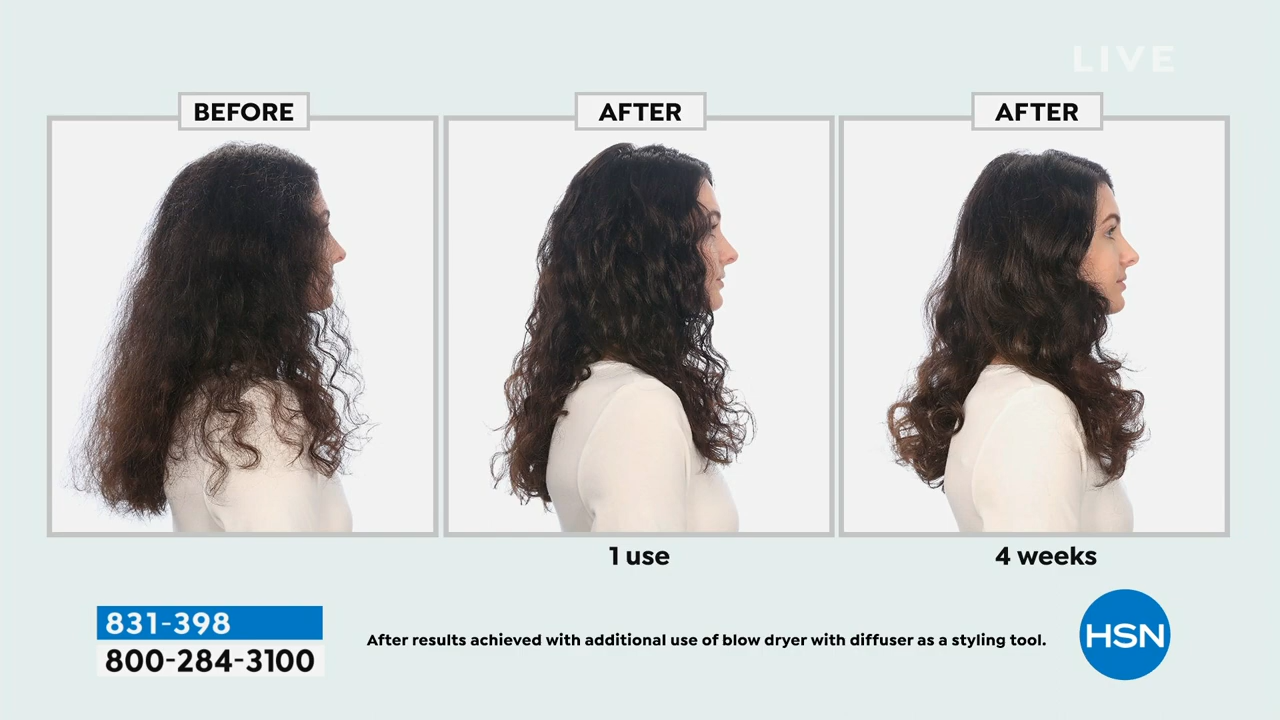 LIVE
BEFORE
AFTER
AFTER
1 use
4 weeks
831-398
800-284-3100
After results achieved with additional use of blow dryer with diffuser as a styling tool.
HSN